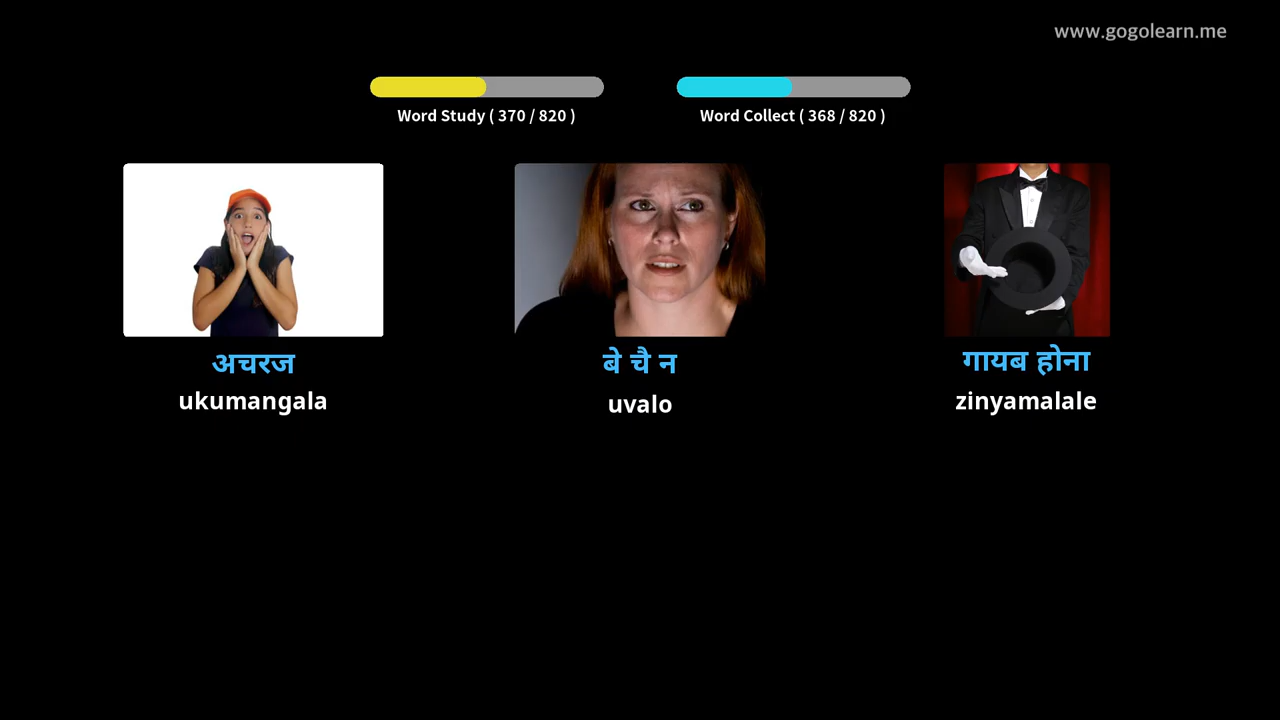 www.gogolearn.me
Word Study ( 370 / 820 )
Word Collect ( 368 / 820 )
अचरज
ukumangala
बे चै न
uvalo
गायब होना
zinyamalale